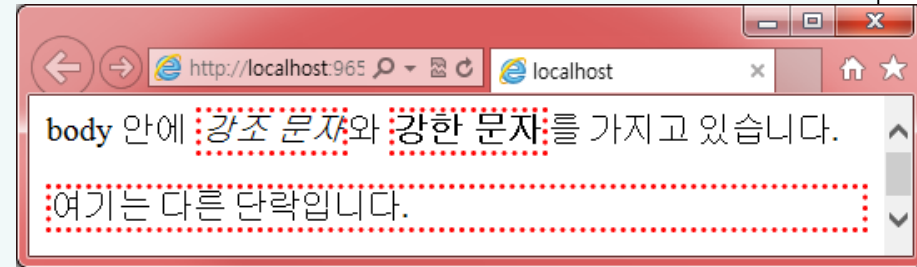 http://localhost:965
localhost
body 안에 강조 문자와 강한 문자를 가지고 있습니다.
여기는 다른 단락입니다.